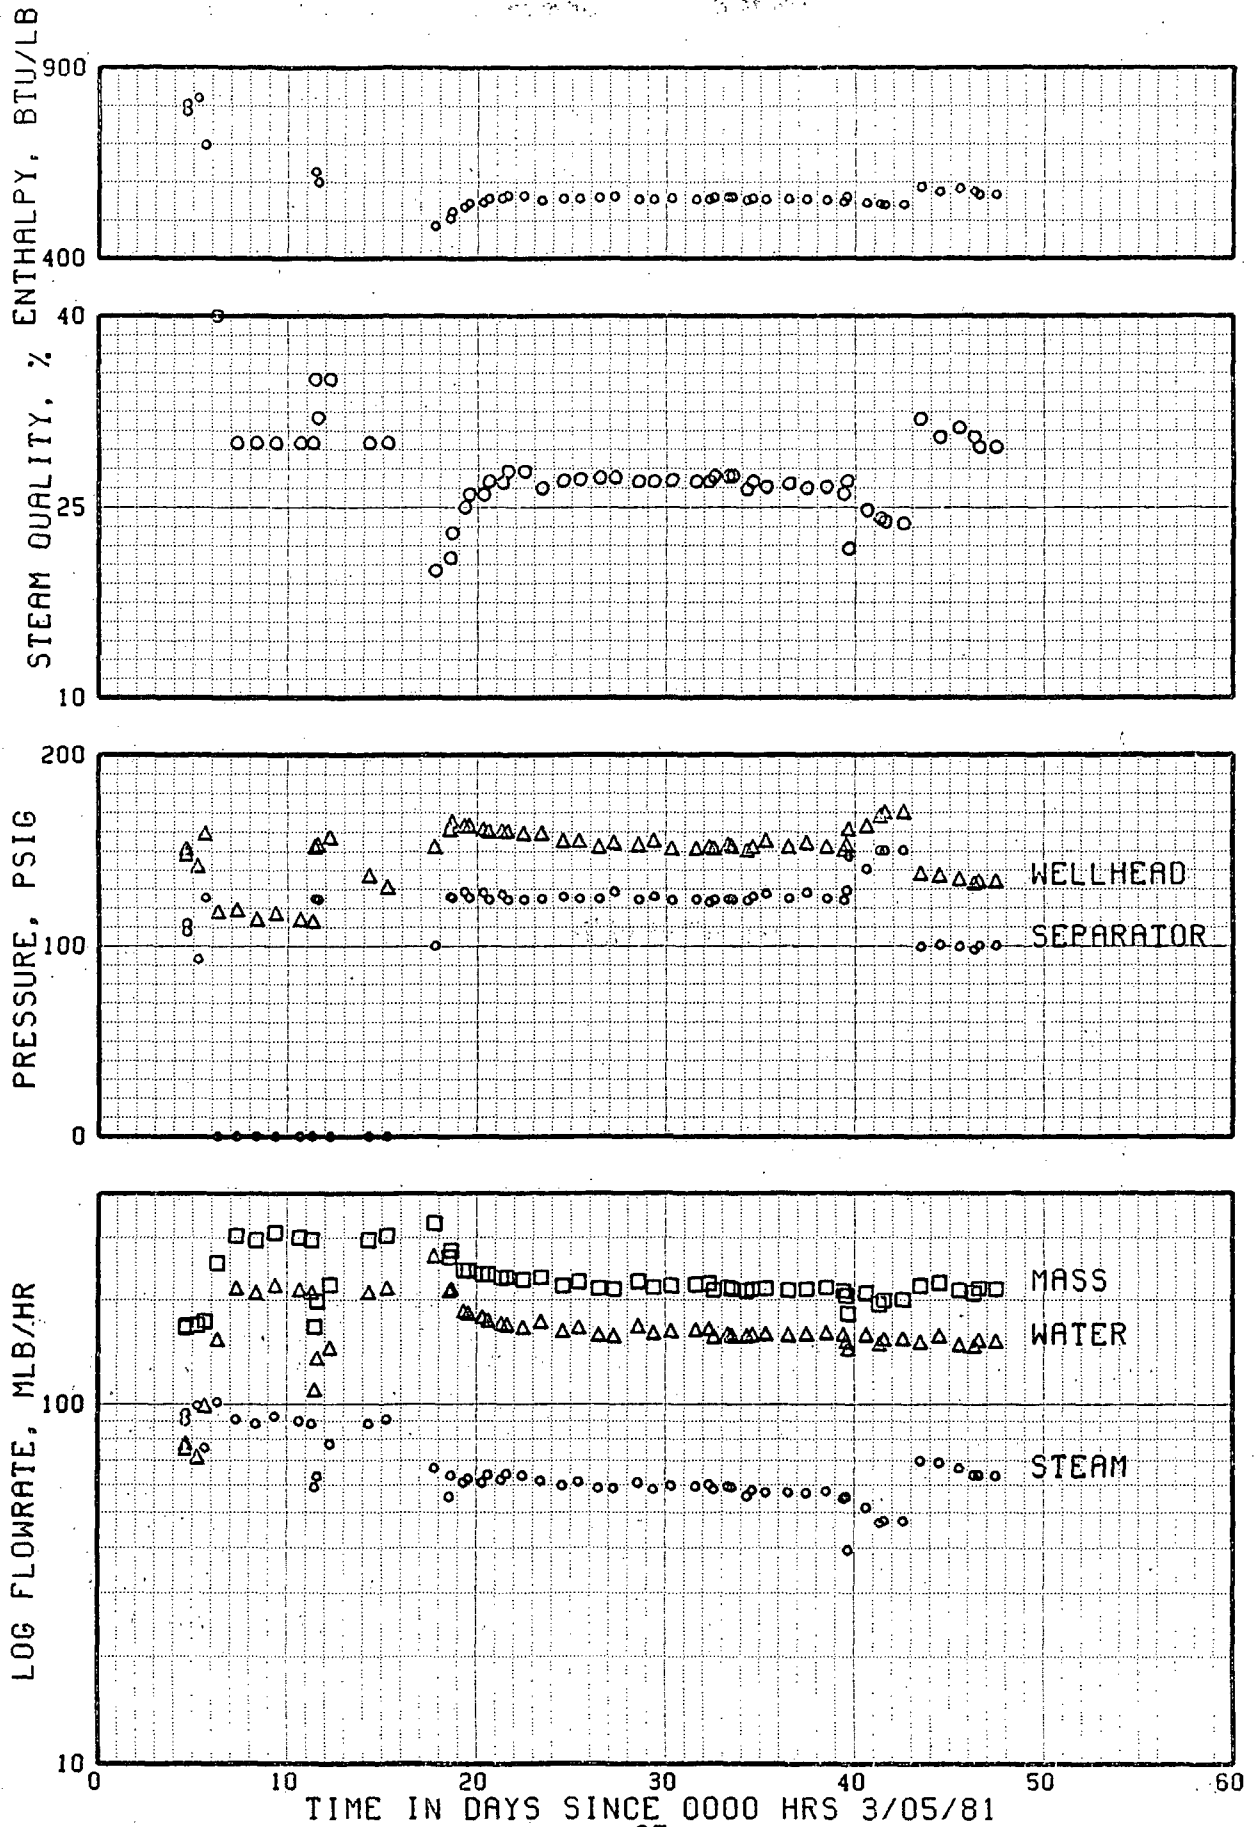 ENTHALPY, BTU/LB
900
400
STEAM QUALITY, %
40
25
10
PRESSURE, PSIG
200
100
0
WELLHEAD
SEPARATOR
LOG FLOWRATE, MLB/HR
100
10
MASS
WATER
STEAM
0 10 20 30 40 50 60
TIME IN DAYS SINCE 0000 HRS 3/05/81